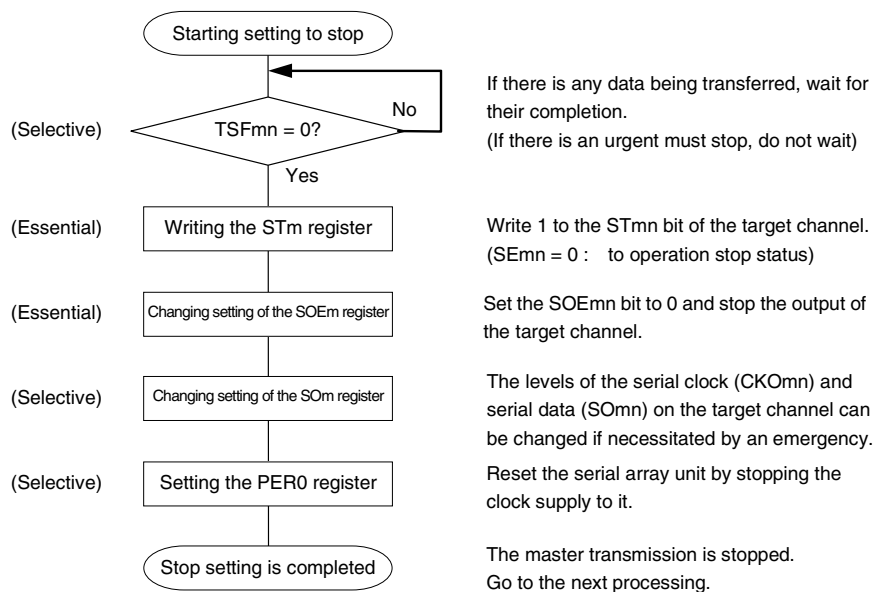 Starting setting to stop
No
If there is any data being transferred, wait for
their completion.
(If there is an urgent must stop, do not wait)
(Selective)
TSFmn = 0?
Yes
(Essential)
Writing the STm register
Write 1 to the STmn bit of the target channel.
(SEmn = 0 : to operation stop status)
(Essential)
Changing setting of the SOEm register
Set the SOEmn bit to 0 and stop the output of
the target channel.
(Selective)
Changing setting of the SOm register
The levels of the serial clock (CKOmn) and
serial data (SOmn) on the target channel can
be changed if necessitated by an emergency.
(Selective)
Setting the PER0 register
Reset the serial array unit by stopping the
clock supply to it.
Stop setting is completed
The master transmission is stopped.
Go to the next processing.